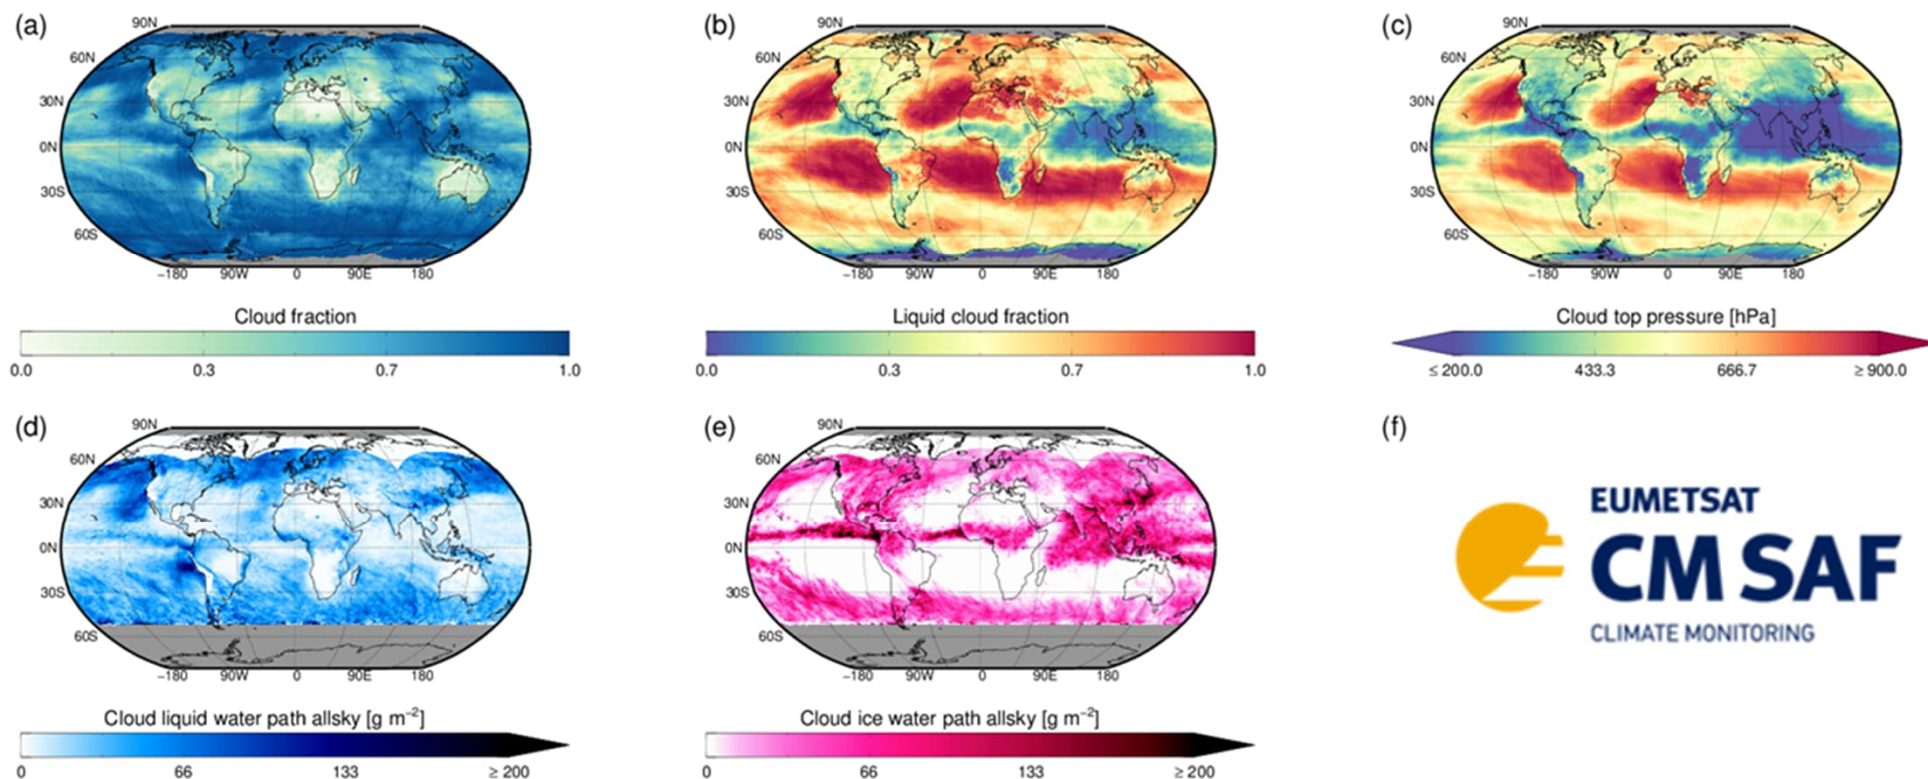 (a)
90N
60N
30N
0N
30S
60S
−180 90W 0 90E 180
Cloud fraction
0.0 0.3 0.7 1.0
(b)
90N
60N
30N
0N
30S
60S
−180 90W 0 90E 180
Liquid cloud fraction
0.0 0.3 0.7 1.0
(c)
90N
60N
30N
0N
30S
60S
−180 90W 0 90E 180
Cloud top pressure [hPa]
≤ 200.0 433.3 666.7 ≥ 900.0
(d)
90N
60N
30N
0N
30S
60S
−180 90W 0 90E 180
Cloud liquid water path allsky [g m⁻²]
0 66 133 ≥ 200
(e)
90N
60N
30N
0N
30S
60S
−180 90W 0 90E 180
Cloud ice water path allsky [g m⁻²]
0 66 133 ≥ 200
(f)
EUMETSAT
CM SAF
CLIMATE MONITORING